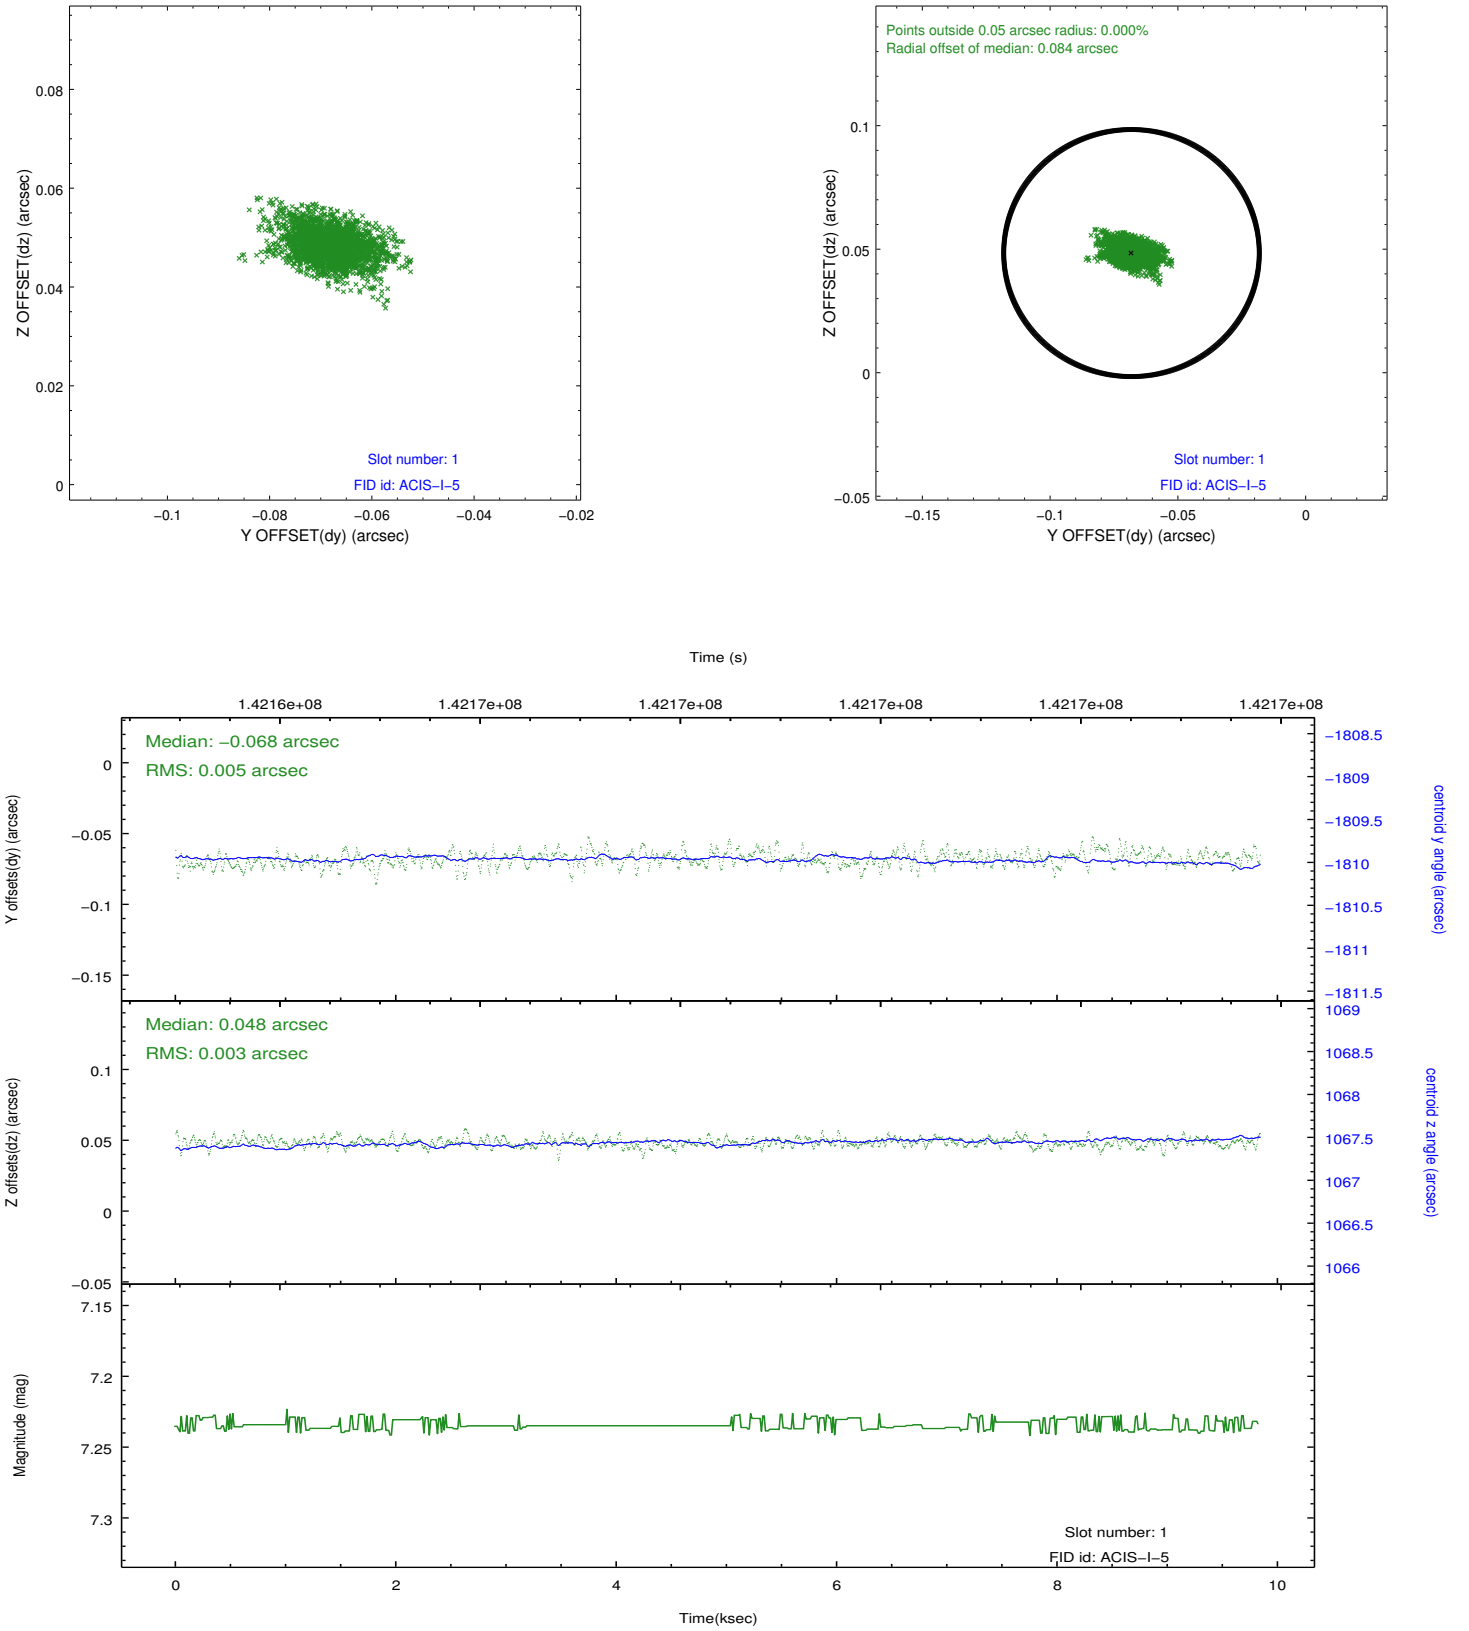 0.08
0.06
0.04
0.02
0
Z OFFSET(dz) (arcsec)
Slot number: 1
FID id: ACIS−I−5
−0.1
−0.08
−0.06
−0.04
−0.02
Y OFFSET(dy) (arcsec)
Points outside 0.05 arcsec radius: 0.000%
Radial offset of median: 0.084 arcsec
0.1
0.05
0
−0.05
Z OFFSET(dz) (arcsec)
Slot number: 1
FID id: ACIS−I−5
−0.15
−0.1
−0.05
0
Y OFFSET(dy) (arcsec)
Time (s)
1.4216e+08
1.4217e+08
1.4217e+08
1.4217e+08
1.4217e+08
1.4217e+08
Median: −0.068 arcsec
RMS: 0.005 arcsec
0
−0.05
−0.1
−0.15
Y offsets(dy) (arcsec)
−1808.5
−1809
−1809.5
−1810
−1810.5
−1811
−1811.5
centroid y angle (arcsec)
Median: 0.048 arcsec
RMS: 0.003 arcsec
0.1
0.05
0
−0.05
Z offsets(dz) (arcsec)
1069
1068.5
1068
1067.5
1067
1066.5
1066
centroid z angle (arcsec)
7.15
7.2
7.25
7.3
Magnitude (mag)
Slot number: 1
FID id: ACIS−I−5
0
2
4
6
8
10
Time(ksec)